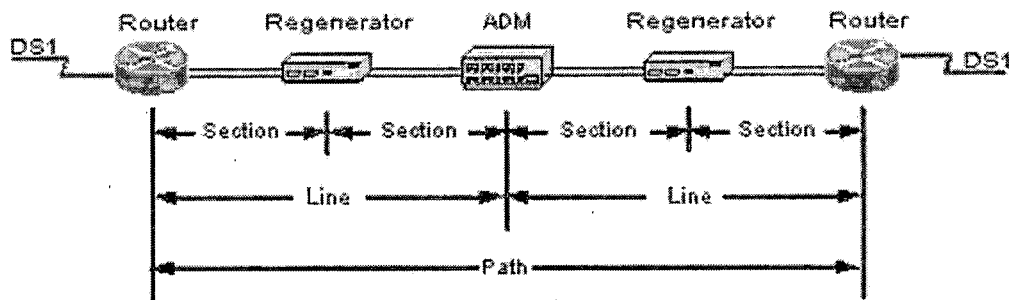 Router Regenerator ADM Regenerator Router
DS1 DS1
Section Section Section Section
Line Line
Path